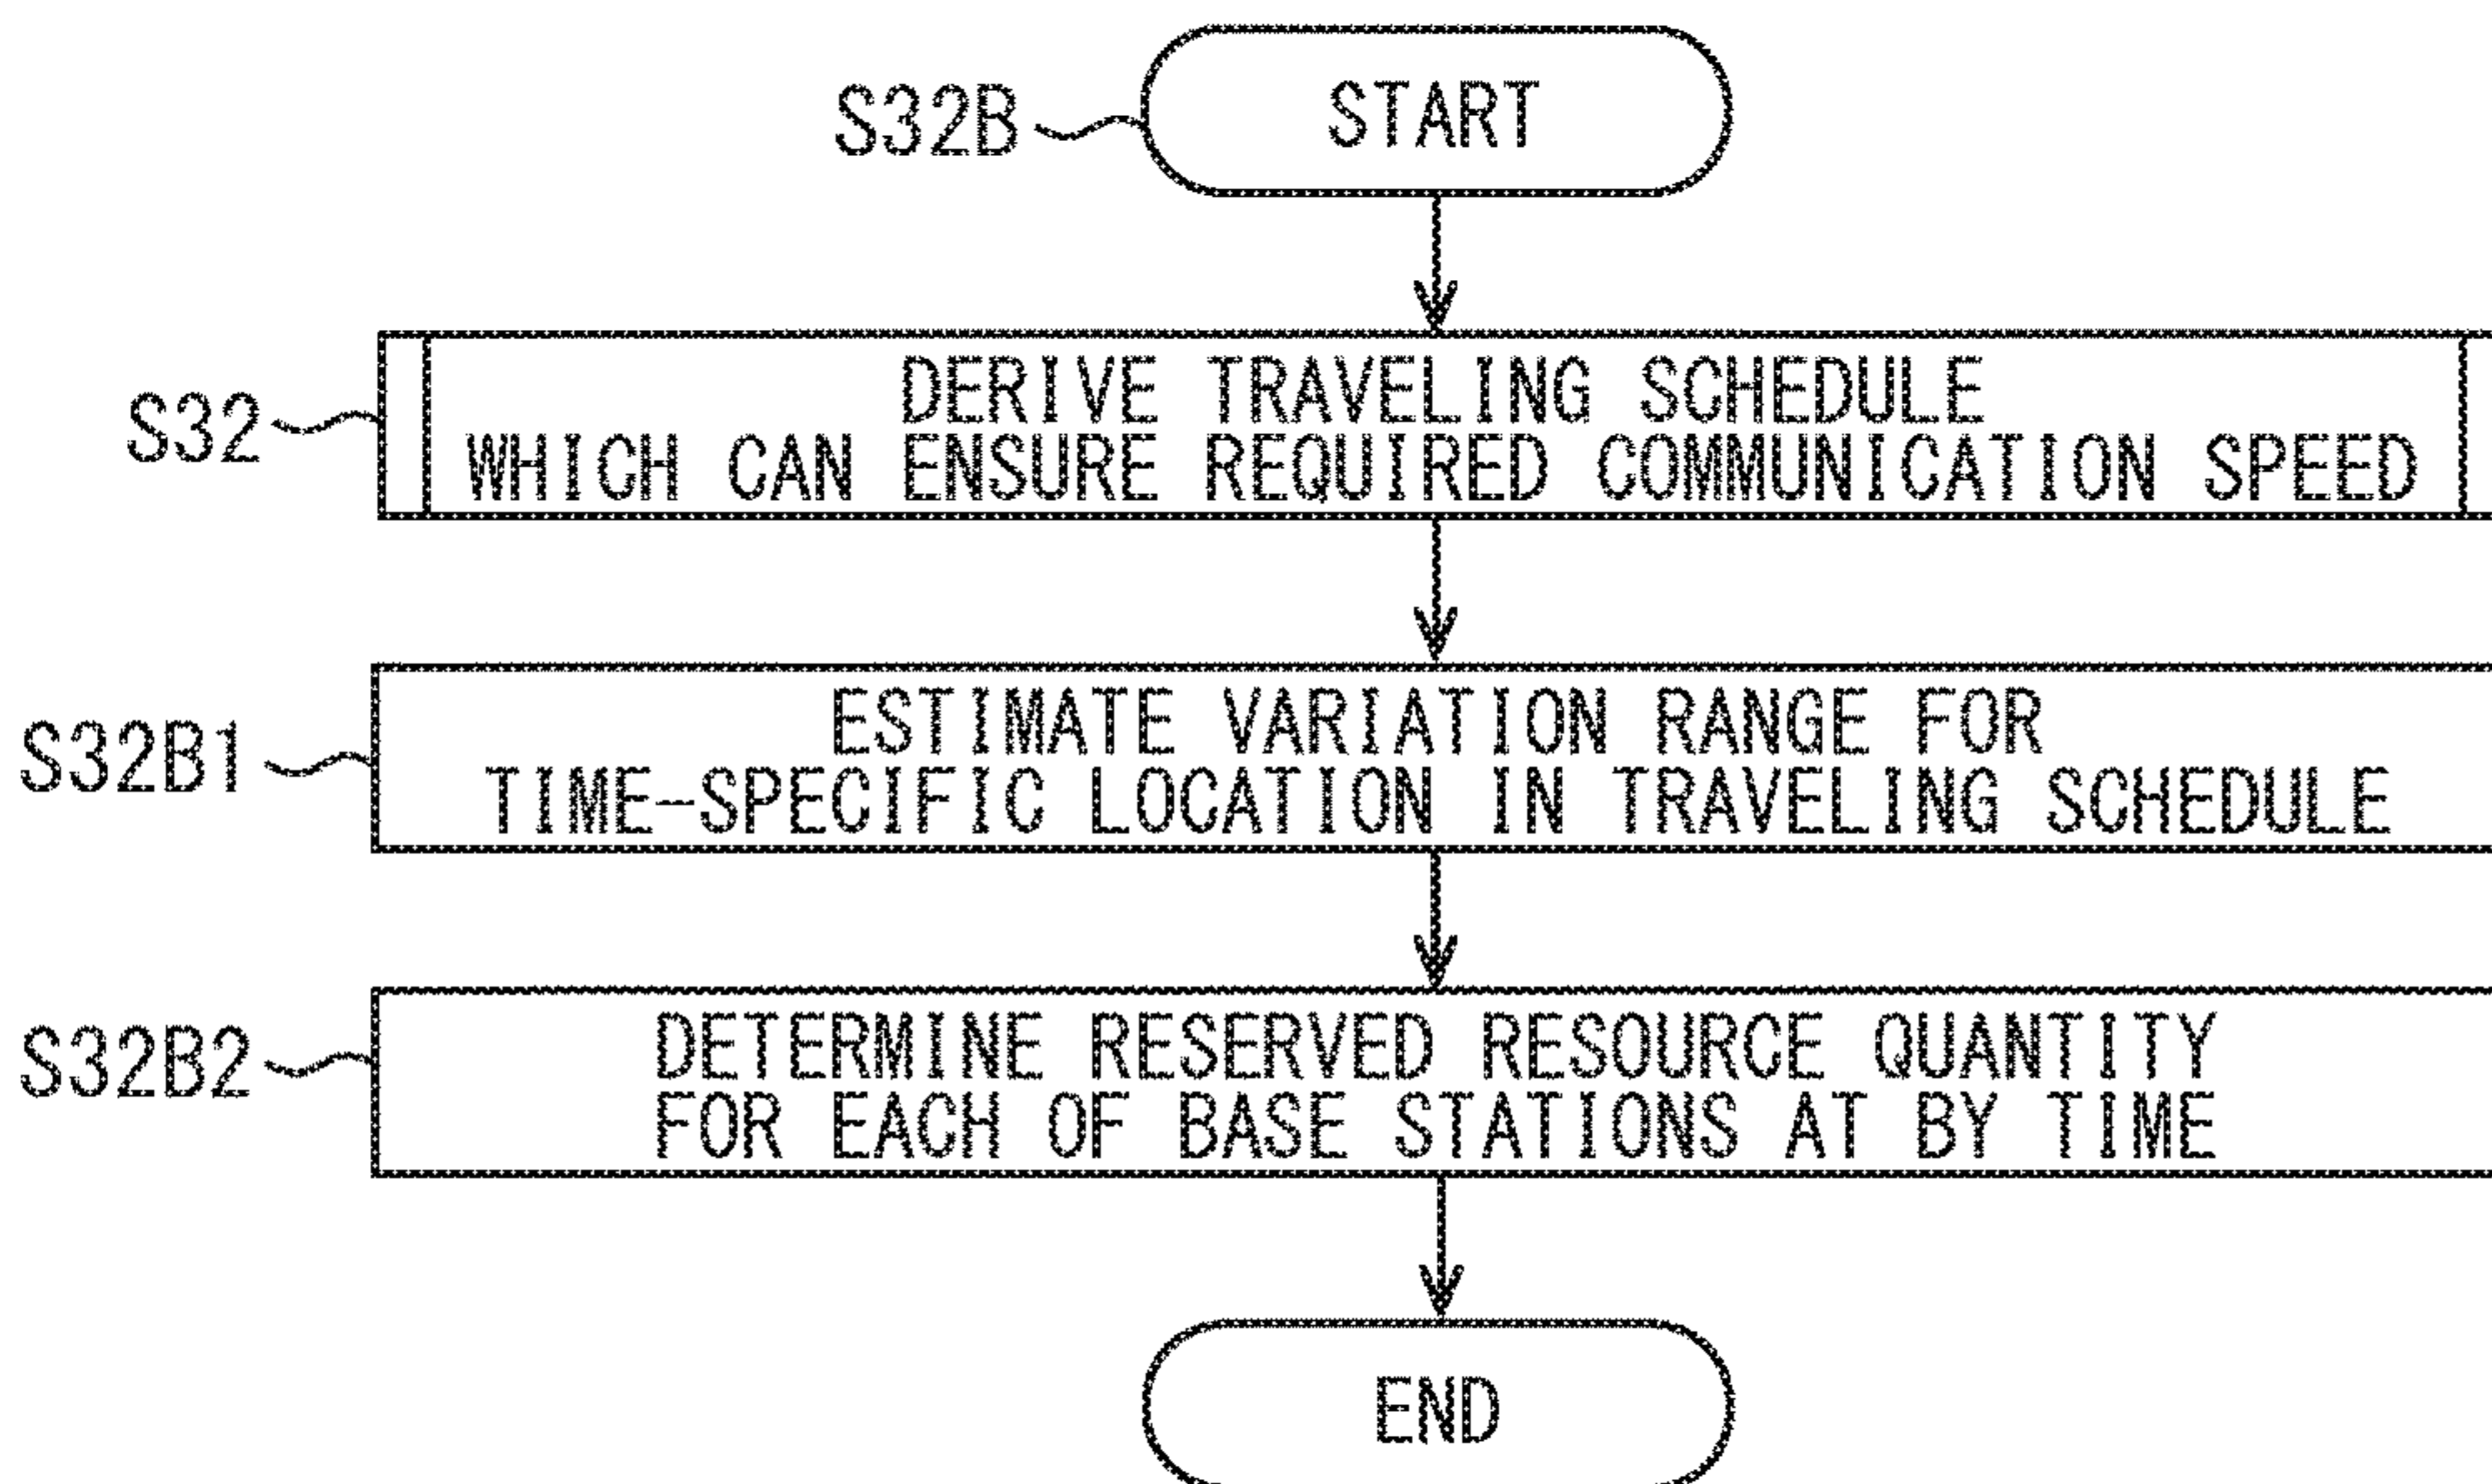 S32B START
S32 DERIVE TRAVELING SCHEDULE
WHICH CAN ENSURE REQUIRED COMMUNICATION SPEED
S32B1 ESTIMATE VARIATION RANGE FOR
TIME-SPECIFIC LOCATION IN TRAVELING SCHEDULE
S32B2 DETERMINE RESERVED RESOURCE QUANTITY
FOR EACH OF BASE STATIONS AT BY TIME
END